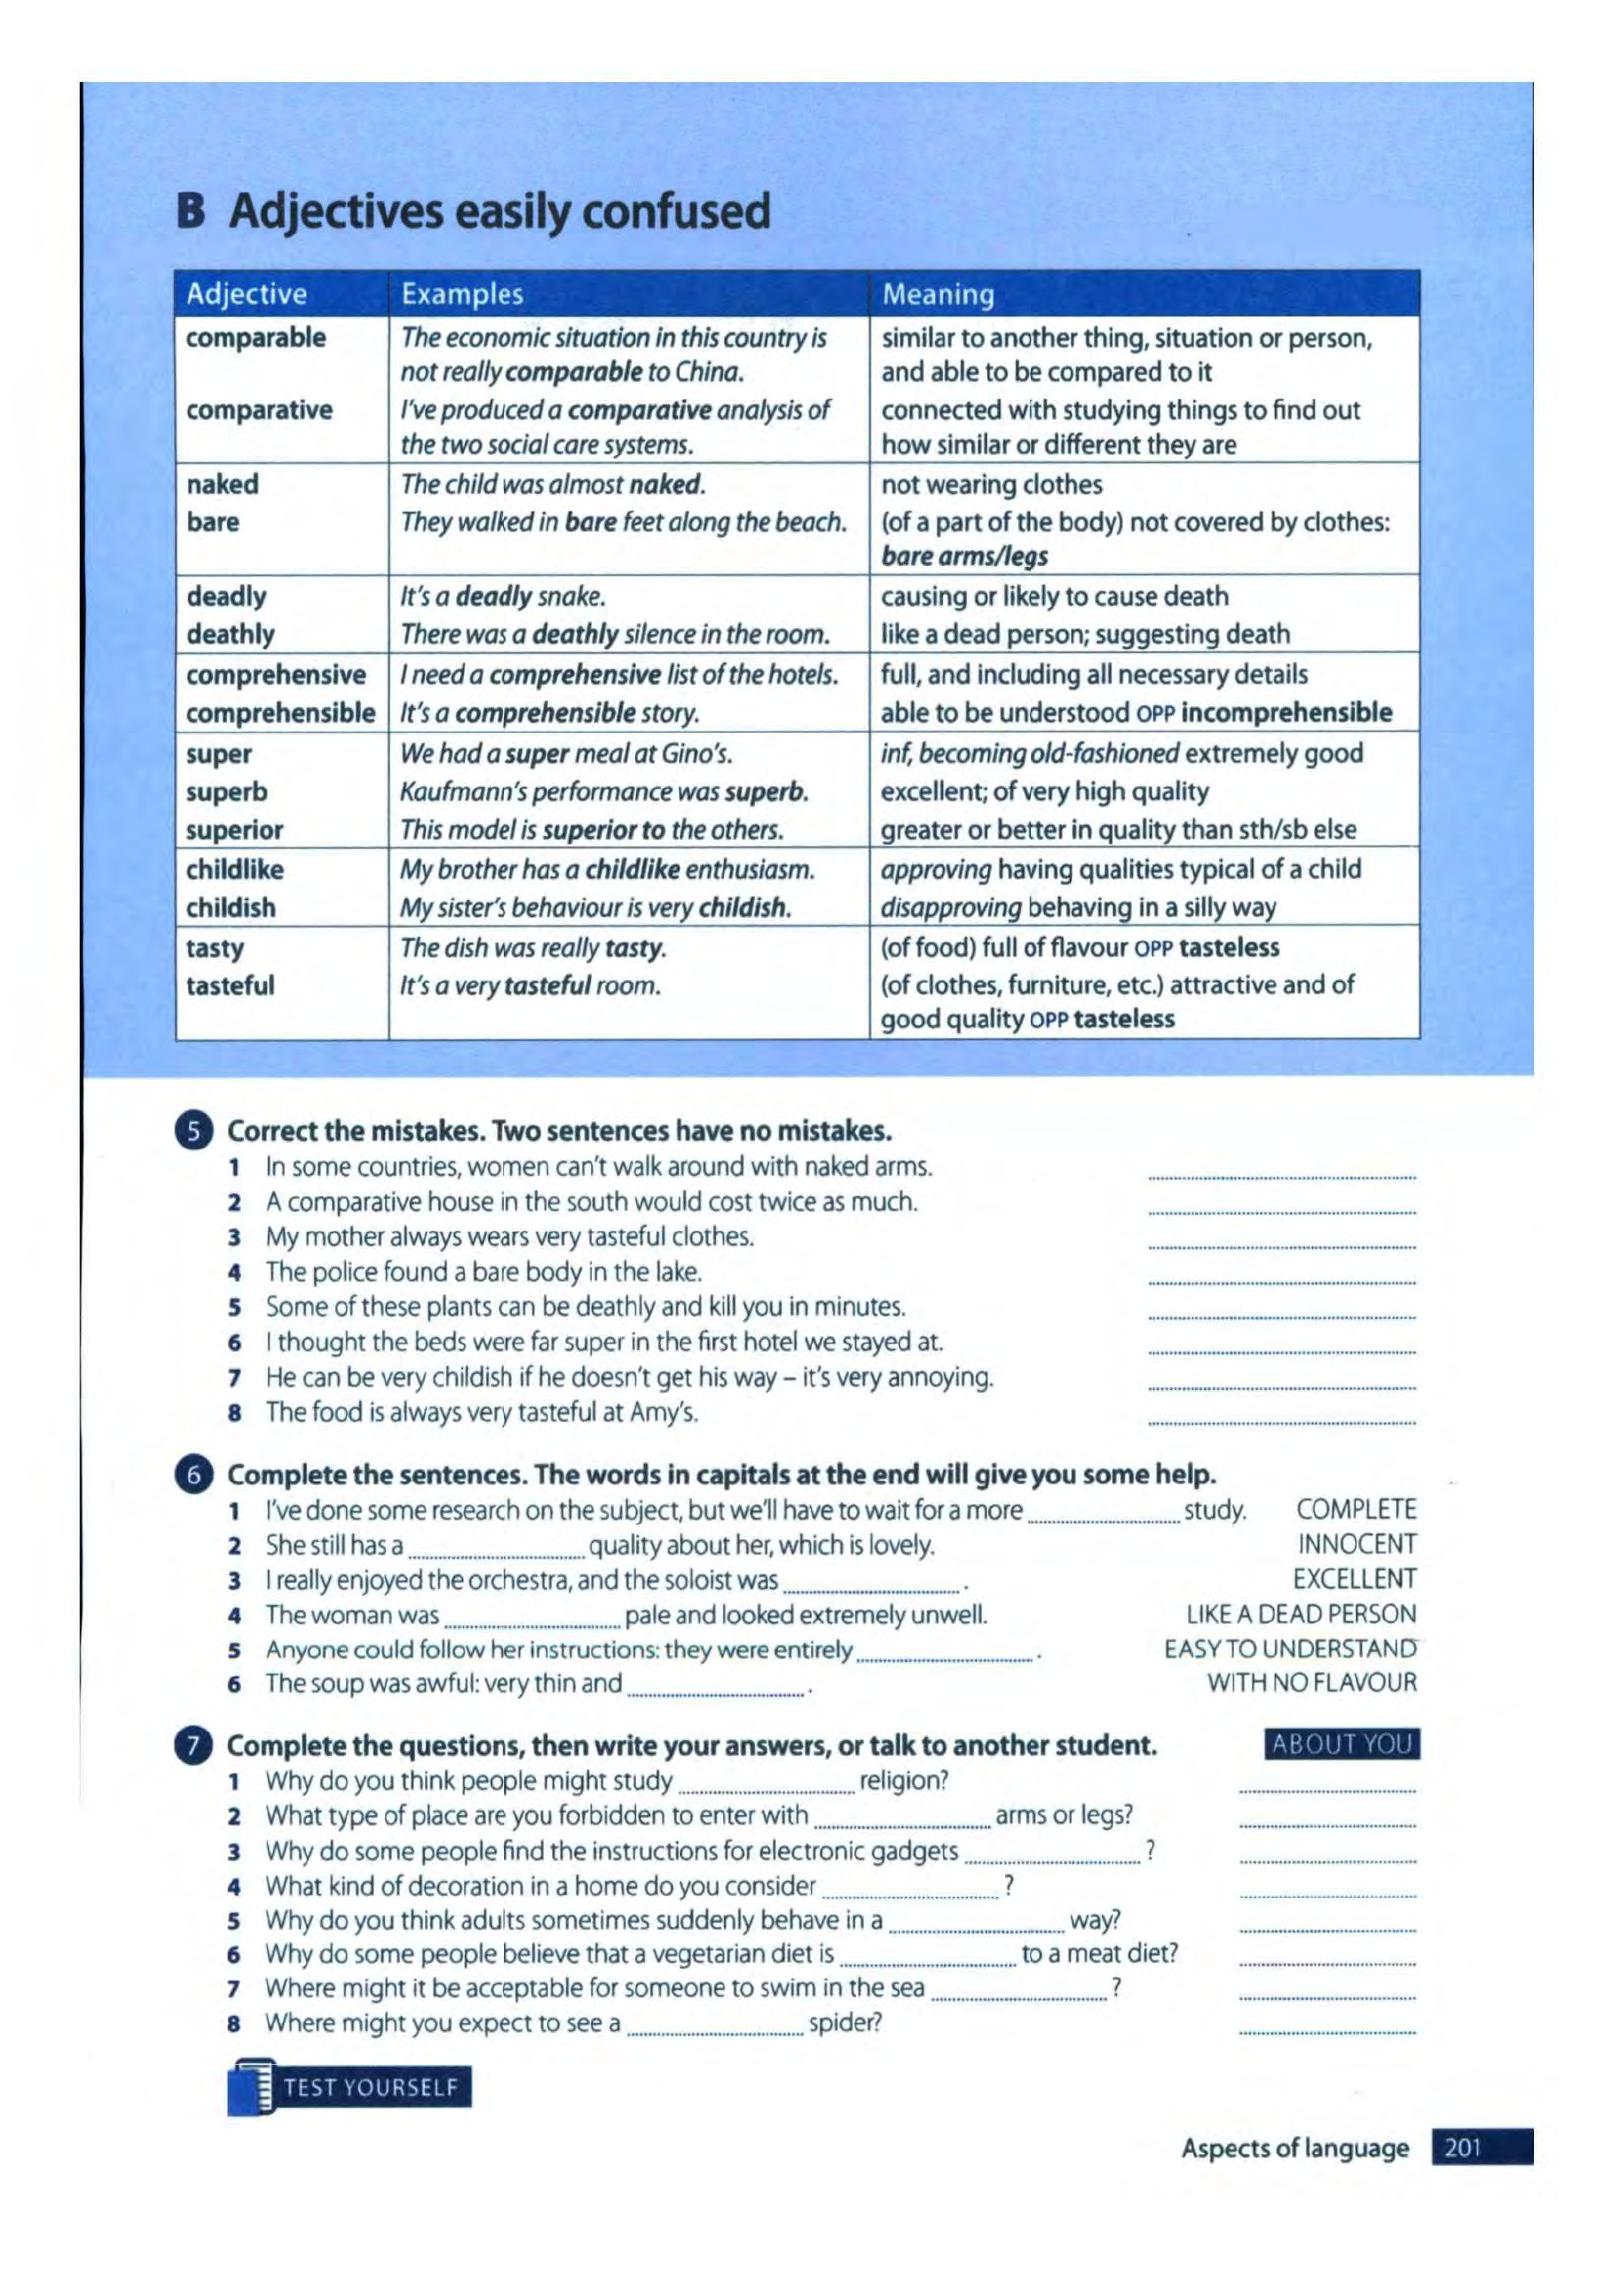 B Adjectives easily confused
Adjective Examples Meaning
comparable The economic situation in this country is similar to another thing, situation or person,
not really comparable to China. and able to be compared to it
comparative I've produced a comparative analysis of connected with studying things to find out
the two social care systems. how similar or different they are
naked The child was almost naked. not wearing clothes
bare They walked in bare feet along the beach. (of a part of the body) not covered by clothes:
bare arms/legs
deadly It's a deadly snake. causing or likely to cause death
deathly There was a deathly silence in the room. like a dead person; suggesting death
comprehensive I need a comprehensive list of the hotels. full, and including all necessary details
comprehensible It's a comprehensible story. able to be understood OPP incomprehensible
super We had a super meal at Gino's. inf, becoming old-fashioned extremely good
superb Kaufmann's performance was superb. excellent; of very high quality
superior This model is superior to the others. greater or better in quality than sth/sb else
childlike My brother has a childlike enthusiasm. approving having qualities typical of a child
childish My sister's behaviour is very childish. disapproving behaving in a silly way
tasty The dish was really tasty. (of food) full of flavour OPP tasteless
tasteful It's a very tasteful room. (of clothes, furniture, etc.) attractive and of
good quality OPP tasteless
5 Correct the mistakes. Two sentences have no mistakes.
1 In some countries, women can't walk around with naked arms.
2 A comparative house in the south would cost twice as much.
3 My mother always wears very tasteful clothes.
4 The police found a bare body in the lake.
5 Some of these plants can be deathly and kill you in minutes.
6 I thought the beds were far super in the first hotel we stayed at.
7 He can be very childish if he doesn't get his way – it's very annoying.
8 The food is always very tasteful at Amy's.
6 Complete the sentences. The words in capitals at the end will give you some help.
1 I've done some research on the subject, but we'll have to wait for a more study. COMPLETE
2 She still has a quality about her, which is lovely. INNOCENT
3 I really enjoyed the orchestra, and the soloist was . EXCELLENT
4 The woman was pale and looked extremely unwell. LIKE A DEAD PERSON
5 Anyone could follow her instructions: they were entirely . EASY TO UNDERSTAND
6 The soup was awful: very thin and . WITH NO FLAVOUR
7 Complete the questions, then write your answers, or talk to another student. ABOUT YOU
1 Why do you think people might study religion?
2 What type of place are you forbidden to enter with arms or legs?
3 Why do some people find the instructions for electronic gadgets ?
4 What kind of decoration in a home do you consider ?
5 Why do you think adults sometimes suddenly behave in a way?
6 Why do some people believe that a vegetarian diet is to a meat diet?
7 Where might it be acceptable for someone to swim in the sea ?
8 Where might you expect to see a spider?
TEST YOURSELF
Aspects of language 201